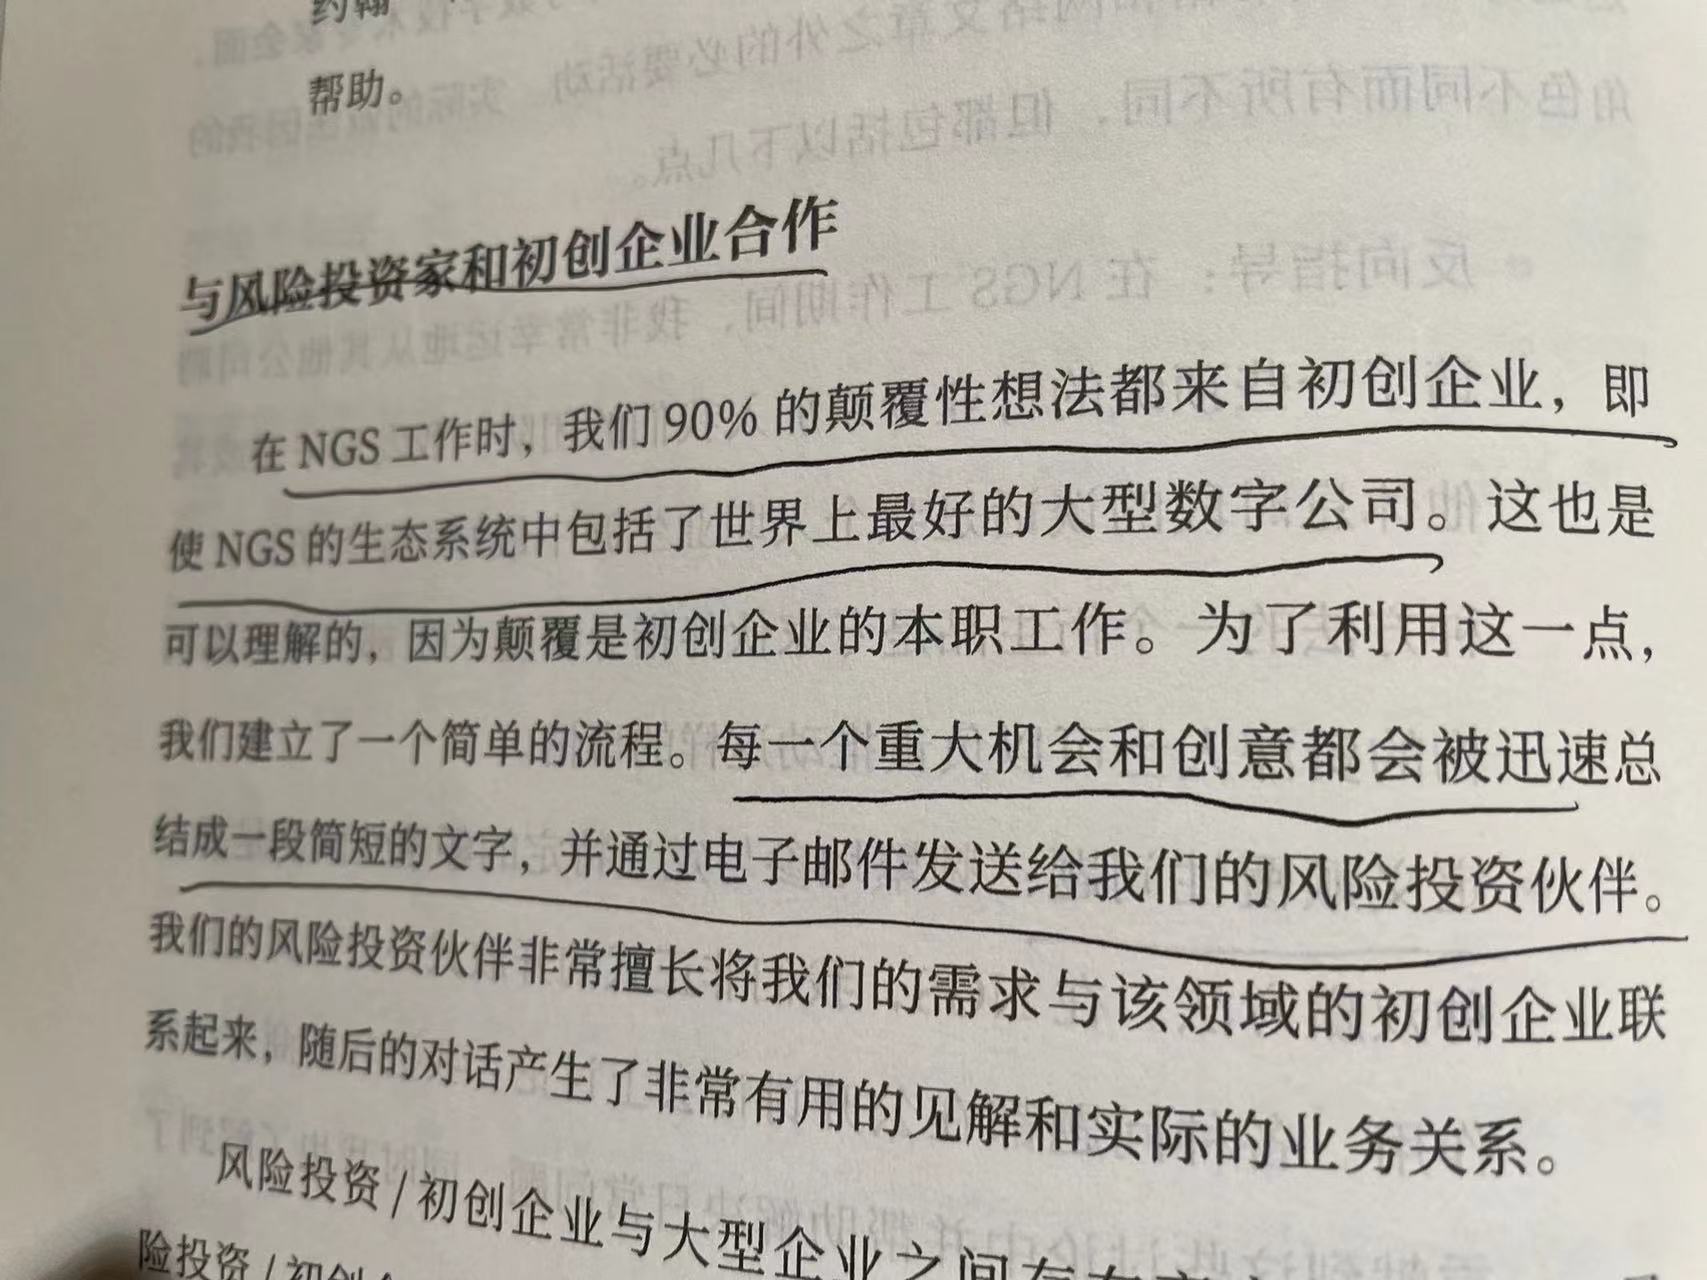 约翰
帮助。
与风险投资家和初创企业合作
在 NGS 工作时，我们 90% 的颠覆性想法都来自初创企业，即
使 NGS 的生态系统中包括了世界上最好的大型数字公司。这也是
可以理解的，因为颠覆是初创企业的本职工作。为了利用这一点，
我们建立了一个简单的流程。每一个重大机会和创意都会被迅速总
结成一段简短的文字，并通过电子邮件发送给我们的风险投资伙伴。
我们的风险投资伙伴非常擅长将我们的需求与该领域的初创企业联
系起来，随后的对话产生了非常有用的见解和实际的业务关系。
风险投资 / 初创企业与大型企业之间存在
险投资 / 初创